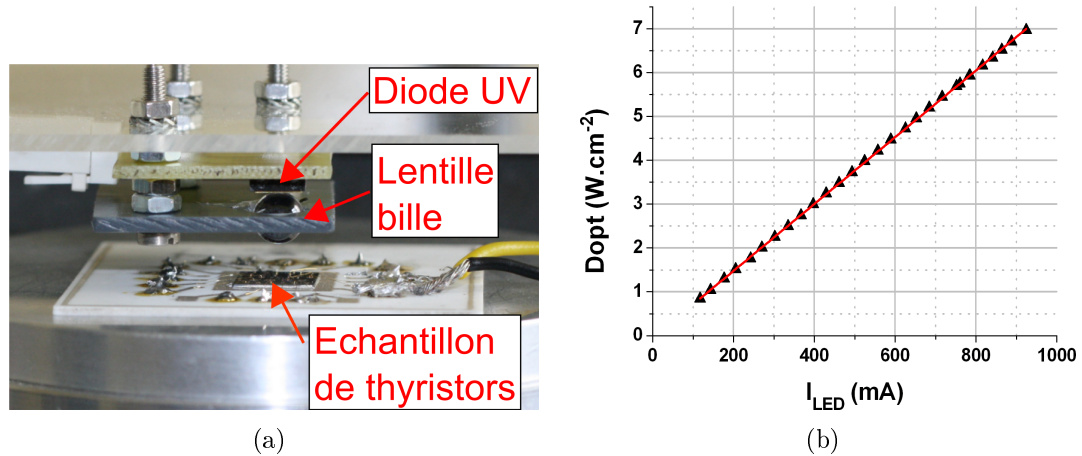 Diode UV
Lentille
bille
Echantillon
de thyristors
(a)
7
6
5
4
3
2
1
0
Dopt (W.cm-2)
0 200 400 600 800 1000
ILED (mA)
(b)